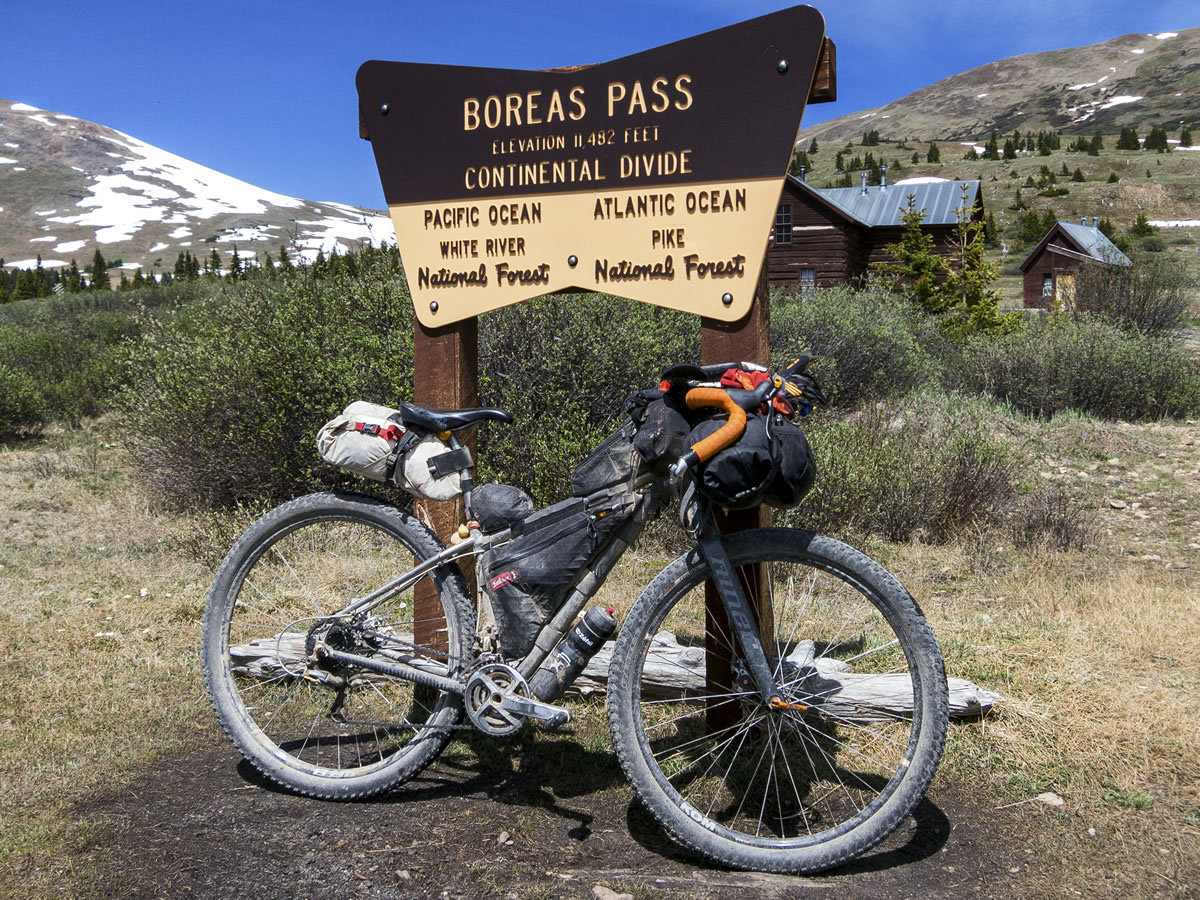 BOREAS PASS
ELEVATION 11,482 FEET
CONTINENTAL DIVIDE
PACIFIC OCEAN
WHITE RIVER
National Forest
ATLANTIC OCEAN
PIKE
National Forest
KOM